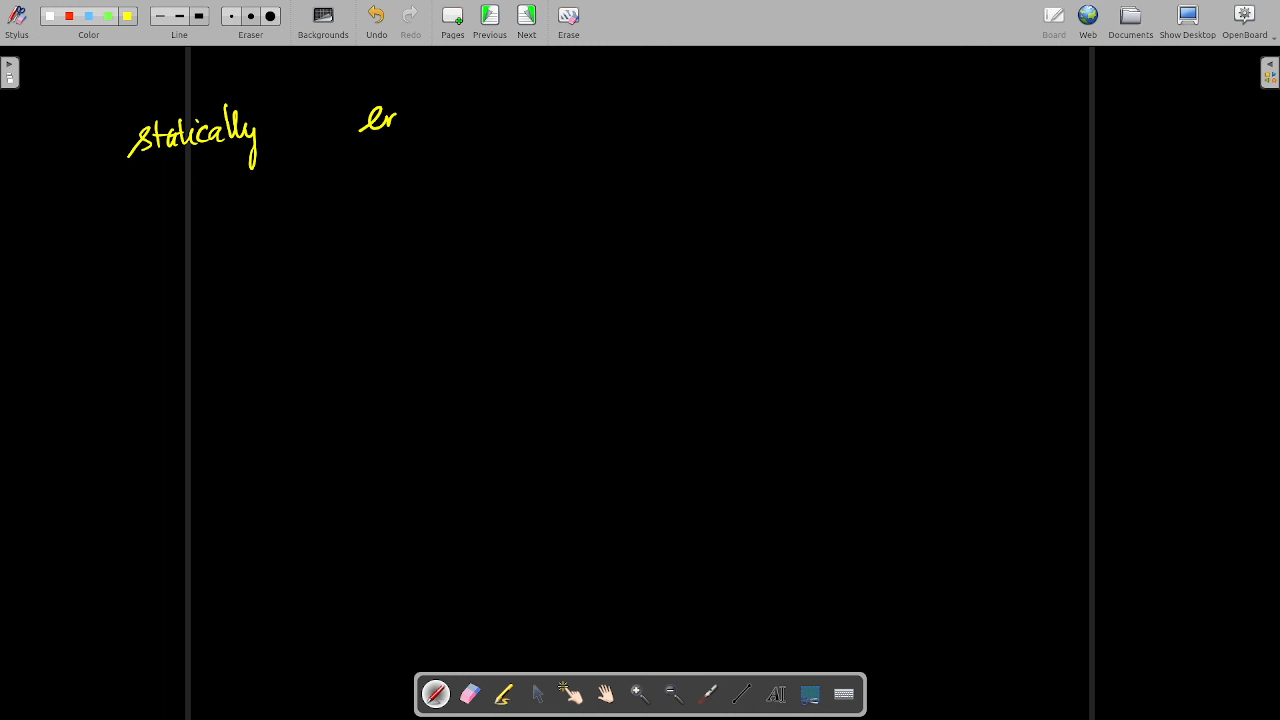 Stylus Color Line Eraser Backgrounds Undo Redo Pages Previous Next Erase Board Web Documents Show Desktop OpenBoard
statically er